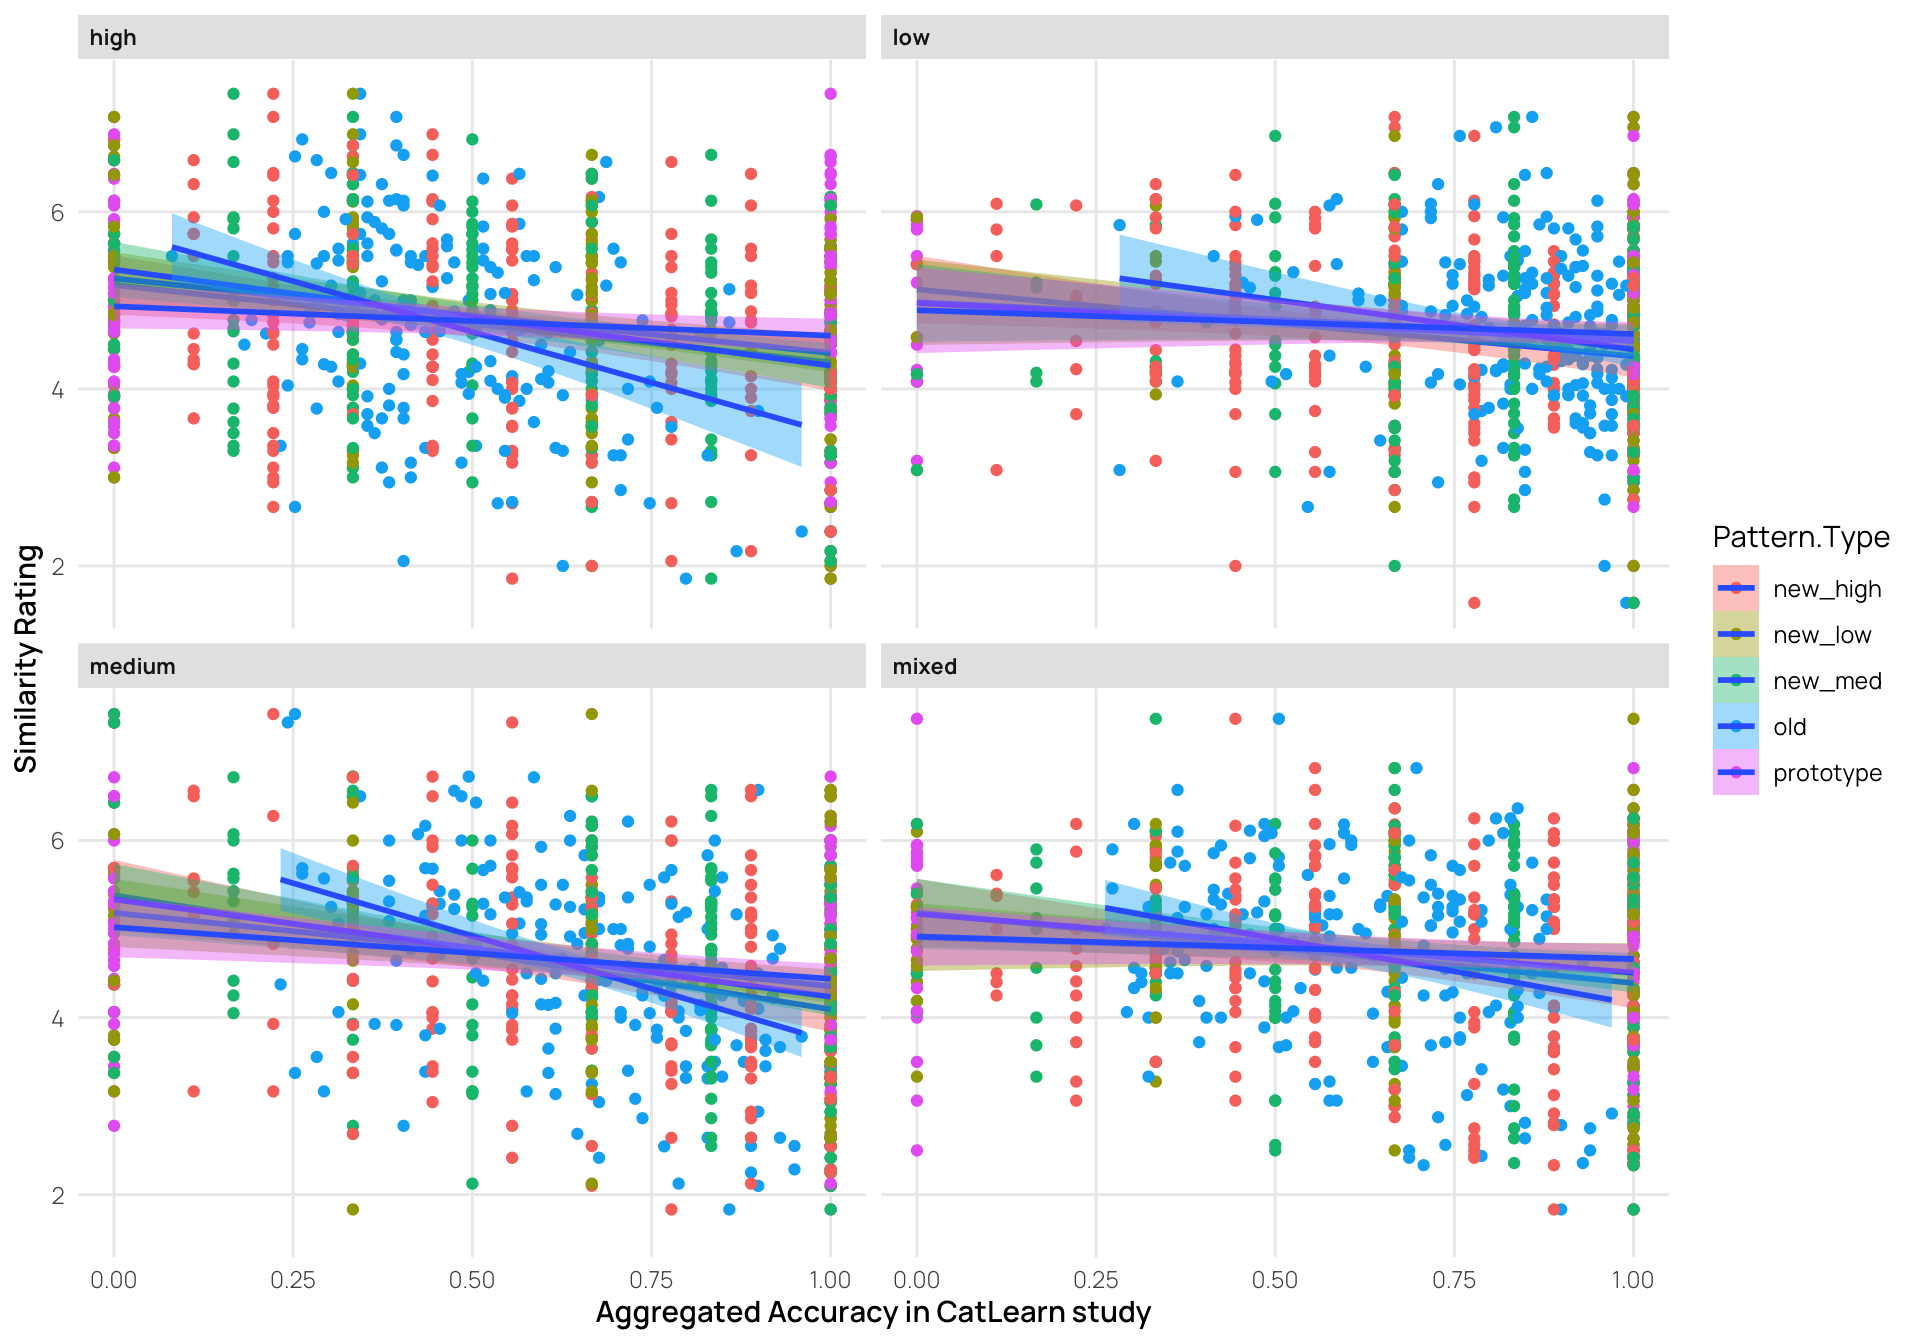 high
low
6
4
2
medium
mixed
6
4
2
0.00 0.25 0.50 0.75 1.00
0.00 0.25 0.50 0.75 1.00
Aggregated Accuracy in CatLearn study
Similarity Rating
Pattern.Type
new_high
new_low
new_med
old
prototype